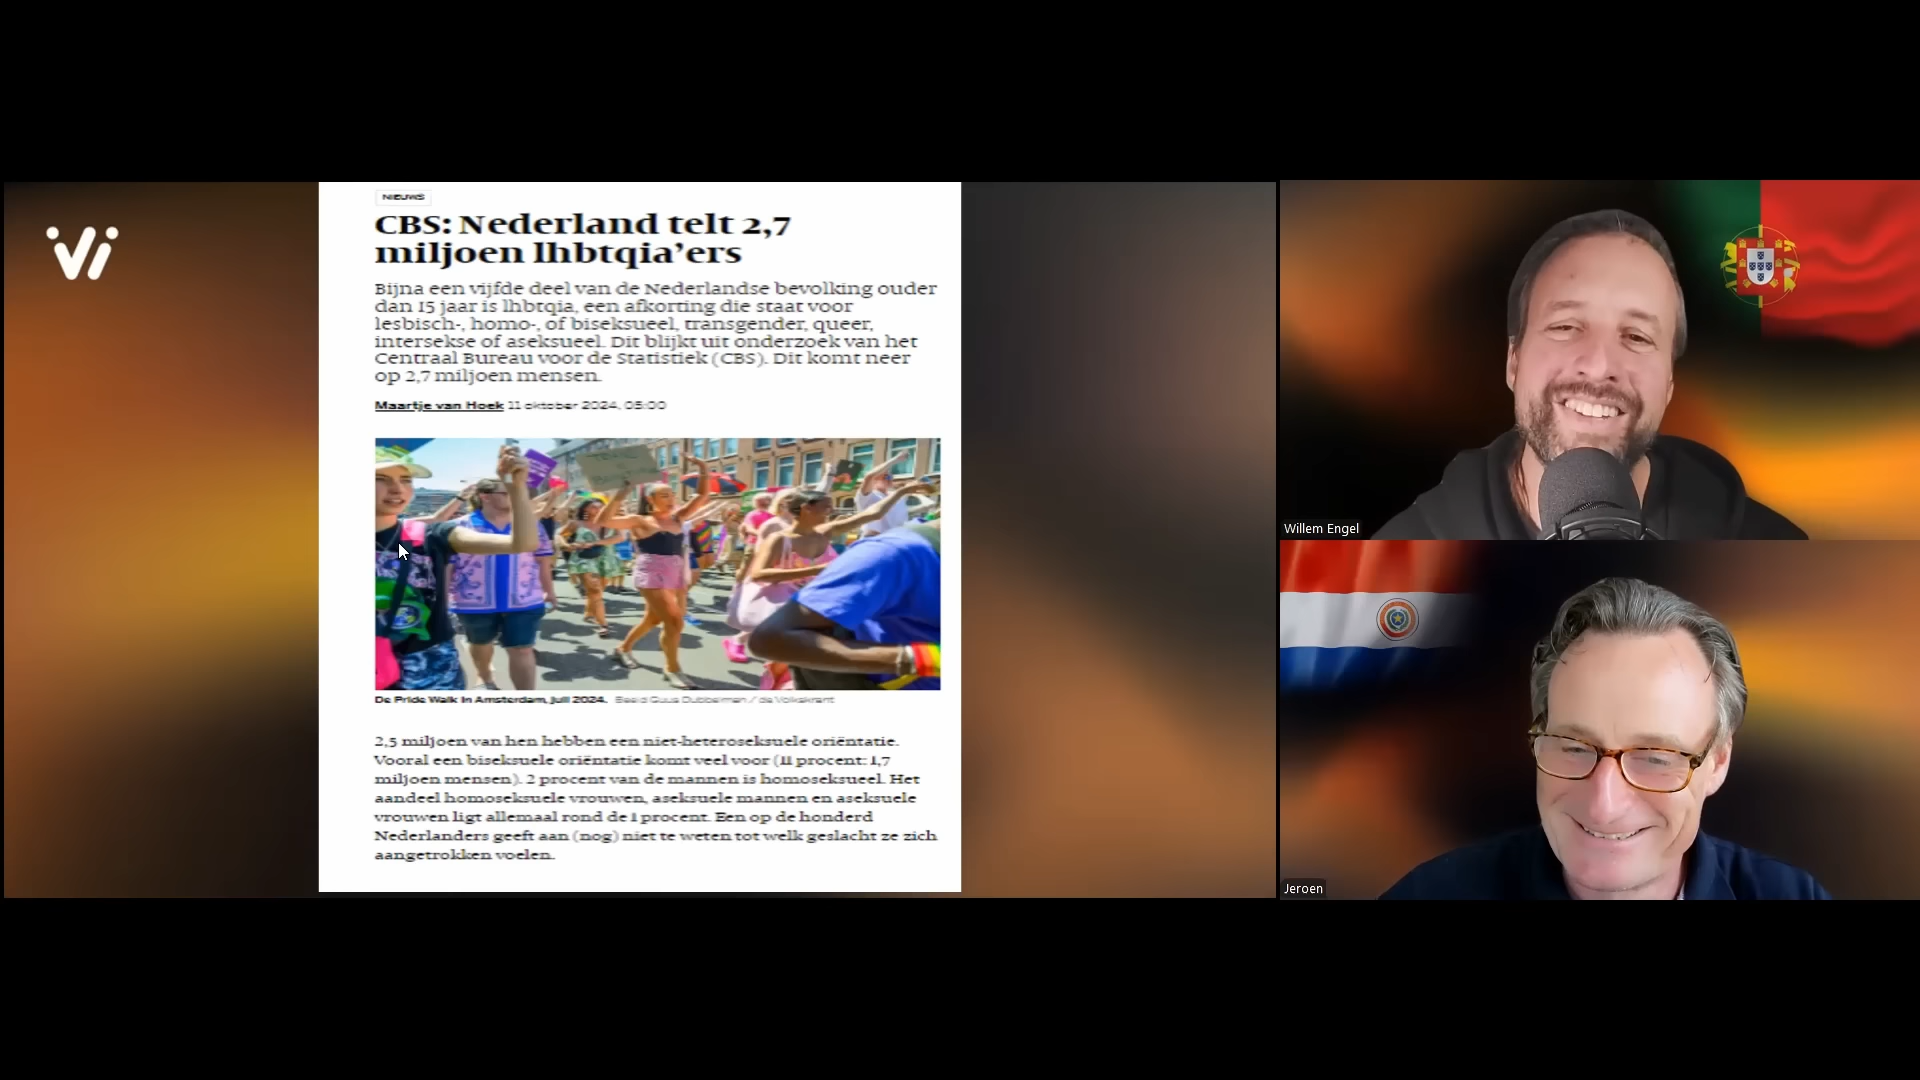 NIEUWS
CBS: Nederland telt 2,7
miljoen lhbtqia'ers
Bijna een vijfde deel van de Nederlandse bevolking ouder
dan 15 jaar is lhbtqia, een afkorting die staat voor
lesbisch-, homo-, of biseksueel, transgender, queer,
intersekse of aseksueel. Dit blijkt uit onderzoek van het
Centraal Bureau voor de Statistiek (CBS). Dit komt neer
op 2,7 miljoen mensen.
Maartje van Hoek 11 oktober 2024, 05:00
De Pride Walk in Amsterdam, juli 2024. Beeld Guus Dubbelman / de Volkskrant
2,5 miljoen van hen hebben een niet-heteroseksuele oriëntatie.
Vooral een biseksuele oriëntatie komt veel voor (11 procent: 1,7
miljoen mensen). 2 procent van de mannen is homoseksueel. Het
aandeel homoseksuele vrouwen, aseksuele mannen en aseksuele
vrouwen ligt allemaal rond de 1 procent. Een op de honderd
Nederlanders geeft aan (nog) niet te weten tot welk geslacht ze zich
aangetrokken voelen.
Willem Engel
Jeroen